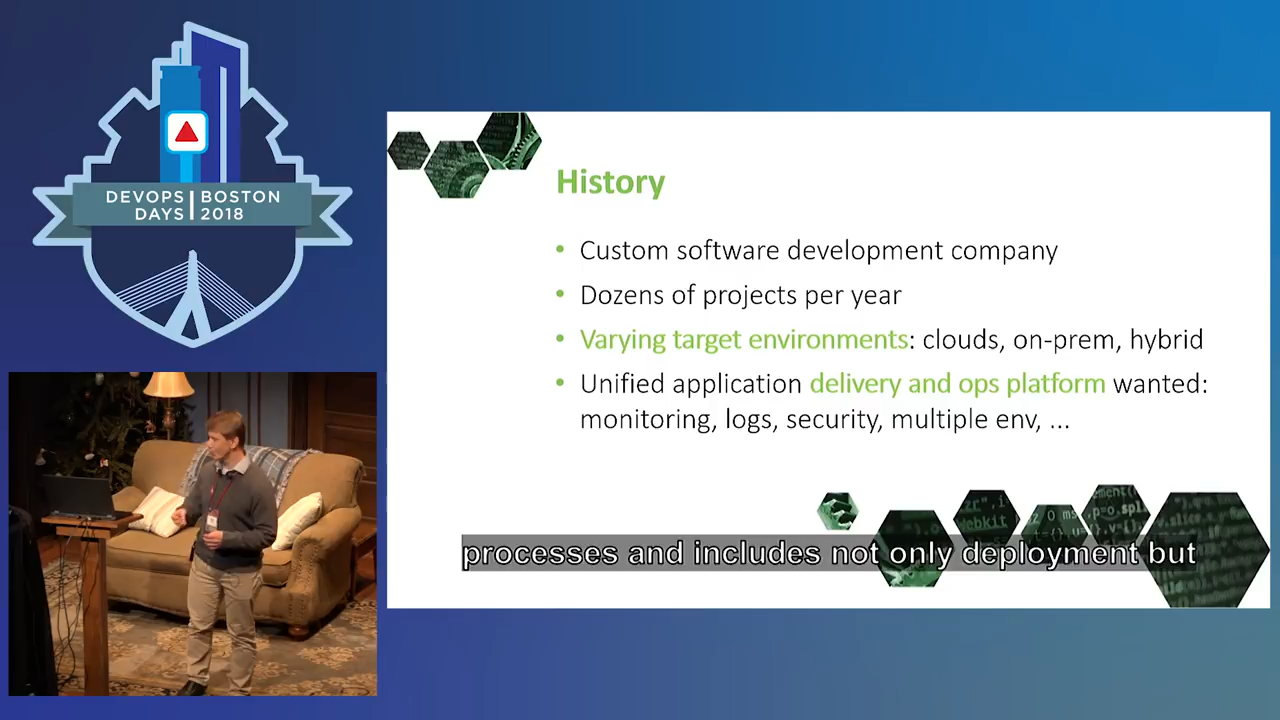 DEVOPS BOSTON
DAYS 2018
History
• Custom software development company
• Dozens of projects per year
• Varying target environments: clouds, on-prem, hybrid
• Unified application delivery and ops platform wanted:
monitoring, logs, security, multiple env, ...
processes and includes not only deployment but